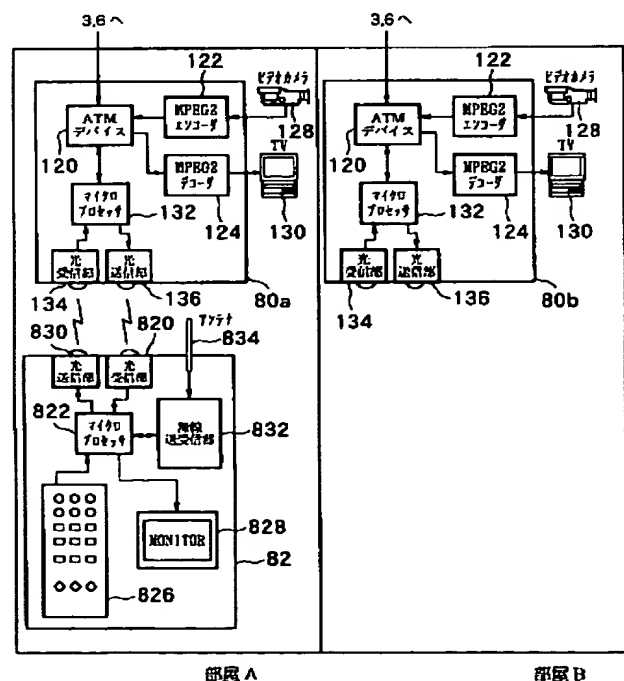 3,6へ
122
ATM
デバイス
MPEG2
エンコーダ
ビデオカメラ
128
120
TV
MPEG2
デコーダ
マイクロ
プロセッサ
132
124
130
光
受信部
光
送信部
134
136
80a
3,6へ
122
ATM
デバイス
MPEG2
エンコーダ
ビデオカメラ
128
120
TV
MPEG2
デコーダ
マイクロ
プロセッサ
132
124
130
光
受信部
光
送信部
134
136
80b
830
820
アンテナ
834
光
送信部
光
受信部
822
マイクロ
プロセッサ
無線
送受信部
832
MONITOR
828
82
826
部屋A
部屋B